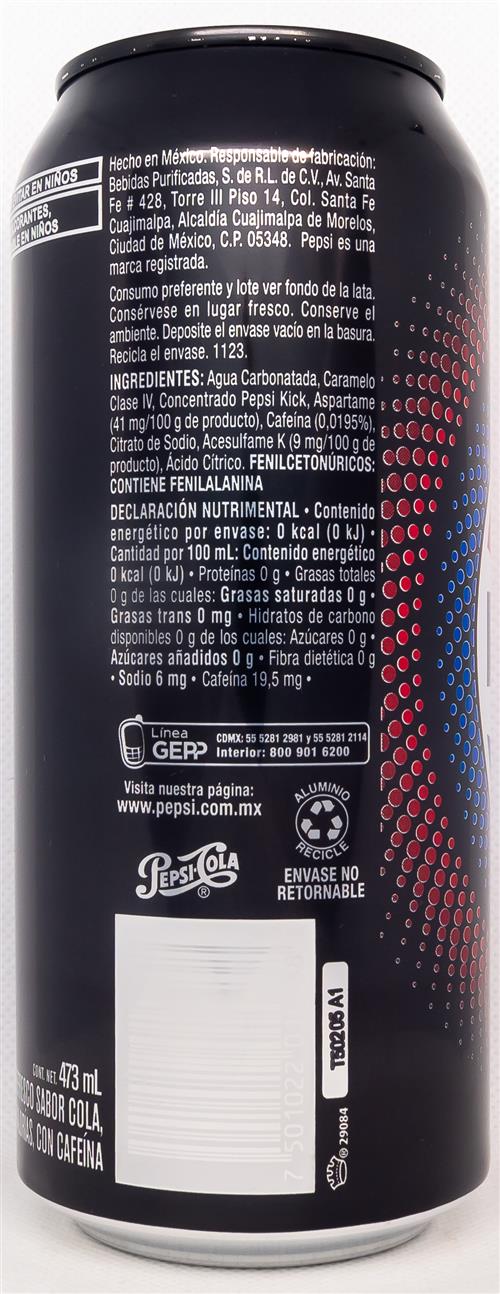 TAR EN NIÑOS
ORANTES,
LE EN NIÑOS
Hecho en México. Responsable de fabricación:
Bebidas Purificadas, S. de R.L. de C.V., Av. Santa
Fe # 428, Torre III Piso 14, Col. Santa Fe
Cuajimalpa, Alcaldía Cuajimalpa de Morelos,
Ciudad de México, C.P. 05348. Pepsi es una
marca registrada.
Consumo preferente y lote ver fondo de la lata.
Consérvese en lugar fresco. Conserve el
ambiente. Deposite el envase vacío en la basura.
Recicla el envase. 1123.
INGREDIENTES: Agua Carbonatada, Caramelo
Clase IV, Concentrado Pepsi Kick, Aspartame
(41 mg/100 g de producto), Cafeína (0,0195%),
Citrato de Sodio, Acesulfame K (9 mg/100 g de
producto), Ácido Cítrico. FENILCETONÚRICOS:
CONTIENE FENILALANINA
DECLARACIÓN NUTRIMENTAL • Contenido
energético por envase: 0 kcal (0 kJ) •
Cantidad por 100 mL: Contenido energético
0 kcal (0 kJ) • Proteínas 0 g • Grasas totales
0 g de las cuales: Grasas saturadas 0 g •
Grasas trans 0 mg • Hidratos de carbono
disponibles 0 g de los cuales: Azúcares 0 g •
Azúcares añadidos 0 g • Fibra dietética 0 g
• Sodio 6 mg • Cafeína 19,5 mg •
Línea
GEPP
CDMX: 55 5281 2981 y 55 5281 2114
Interior: 800 901 6200
Visita nuestra página:
www.pepsi.com.mx
PEPSI-COLA
®
ALUMINIO
RECICLE
ENVASE NO
RETORNABLE
T60206 A1
® 29084
7 501022 0
CONT. NET. 473 mL
SABOR COLA,
CON CAFEÍNA